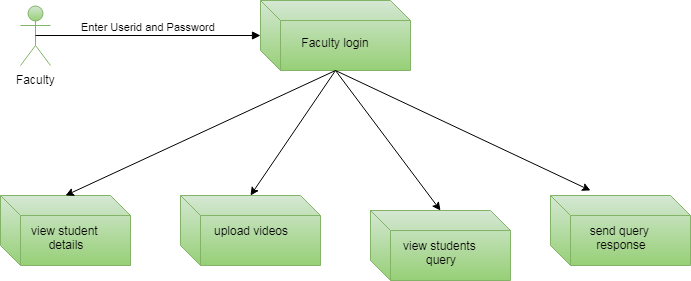 Enter Userid and Password
Faculty login
Faculty
view student
details
upload videos
view students
query
send query
response